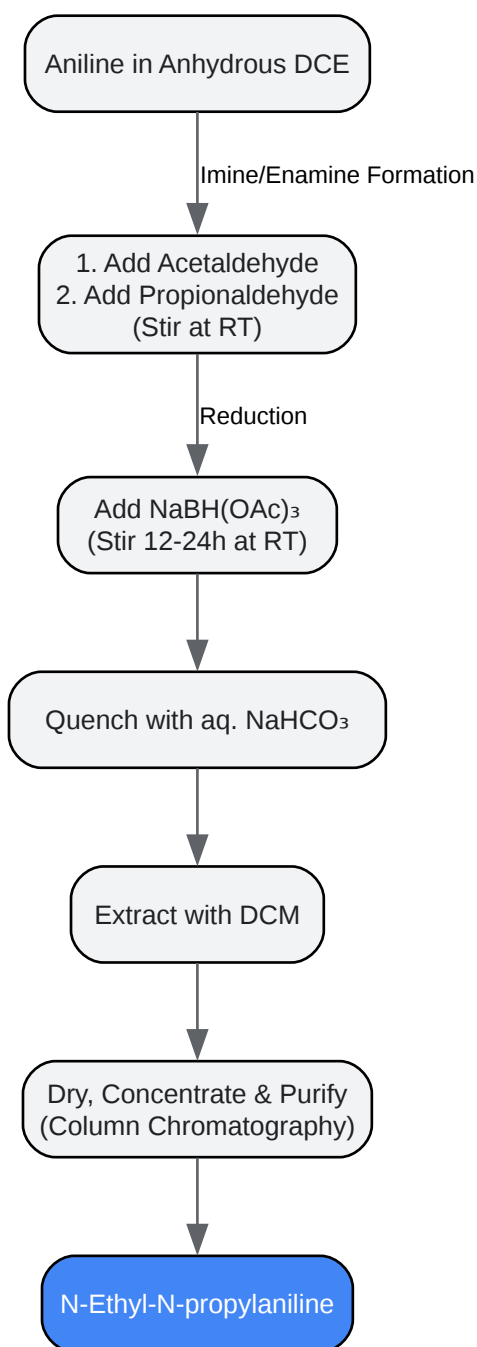 Aniline in Anhydrous DCE
Imine/Enamine Formation
1. Add Acetaldehyde
2. Add Propionaldehyde
(Stir at RT)
Reduction
Add NaBH(OAc)₃
(Stir 12-24h at RT)
Quench with aq. NaHCO₃
Extract with DCM
Dry, Concentrate & Purify
(Column Chromatography)
N-Ethyl-N-propylaniline